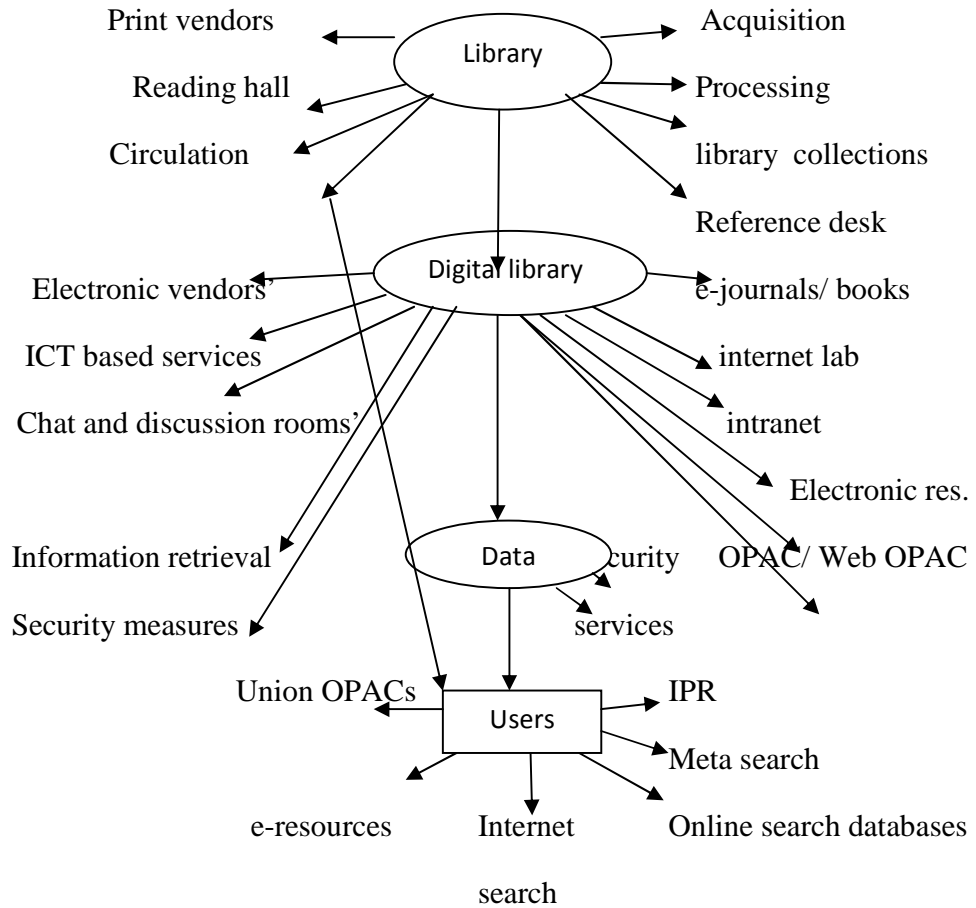 Print vendors Library Acquisition
Reading hall Processing
Circulation library collections
Reference desk
Electronic vendors’ Digital library e-journals/ books
ICT based services internet lab
Chat and discussion rooms’ intranet
Electronic res.
Information retrieval Data curity OPAC/ Web OPAC
Security measures services
Union OPACs Users IPR
Meta search
e-resources Internet Online search databases
search